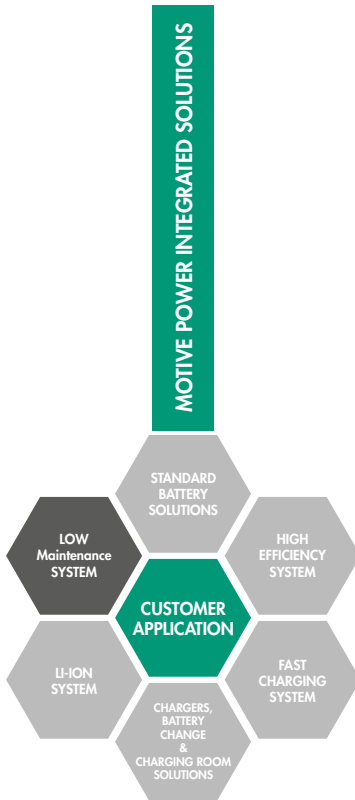 MOTIVE POWER INTEGRATED SOLUTIONS
STANDARD
BATTERY
SOLUTIONS
LOW
Maintenance
SYSTEM
HIGH
EFFICIENCY
SYSTEM
CUSTOMER
APPLICATION
LI-ION
SYSTEM
FAST
CHARGING
SYSTEM
CHARGERS,
BATTERY
CHANGE
&
CHARGING ROOM
SOLUTIONS